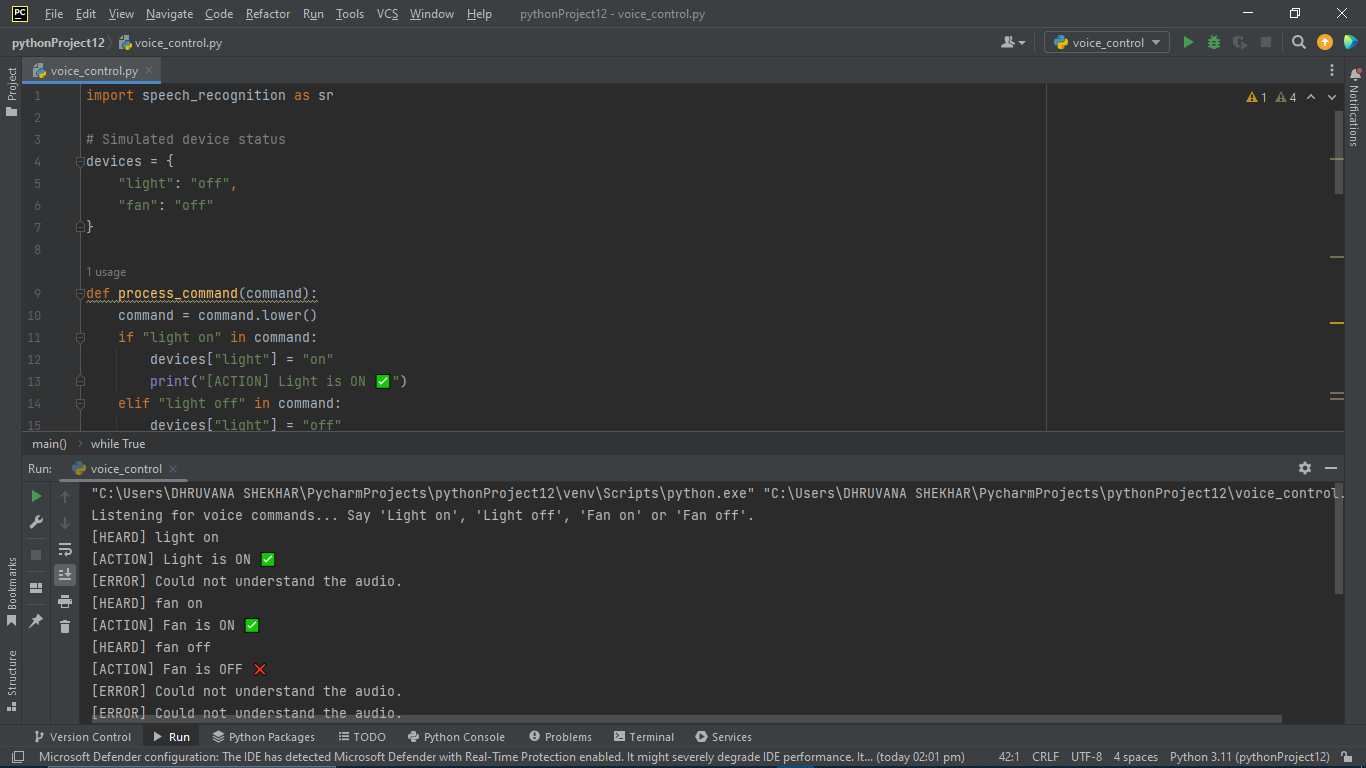 PC File Edit View Navigate Code Refactor Run Tools VCS Window Help pythonProject12 - voice_control.py
pythonProject12 voice_control.py voice_control
voice_control.py
Project
Notifications
1 4
1 import speech_recognition as sr
2
3 # Simulated device status
4 devices = {
5 "light": "off",
6 "fan": "off"
7 }
8
1 usage
9 def process_command(command):
10 command = command.lower()
11 if "light on" in command:
12 devices["light"] = "on"
13 print("[ACTION] Light is ON ✅")
14 elif "light off" in command:
15 devices["light"] = "off"
main() while True
Run: voice_control
"C:\Users\DHRUVANA SHEKHAR\PycharmProjects\pythonProject12\venv\Scripts\python.exe" "C:\Users\DHRUVANA SHEKHAR\PycharmProjects\pythonProject12\voice_control.
Listening for voice commands... Say 'Light on', 'Light off', 'Fan on' or 'Fan off'.
[HEARD] light on
[ACTION] Light is ON ✅
[ERROR] Could not understand the audio.
[HEARD] fan on
[ACTION] Fan is ON ✅
[HEARD] fan off
[ACTION] Fan is OFF ❌
[ERROR] Could not understand the audio.
[ERROR] Could not understand the audio.
Bookmarks
Structure
Version Control Run Python Packages TODO Python Console Problems Terminal Services
Microsoft Defender configuration: The IDE has detected Microsoft Defender with Real-Time Protection enabled. It might severely degrade IDE performance. It... (today 02:01 pm) 42:1 CRLF UTF-8 4 spaces Python 3.11 (pythonProject12)